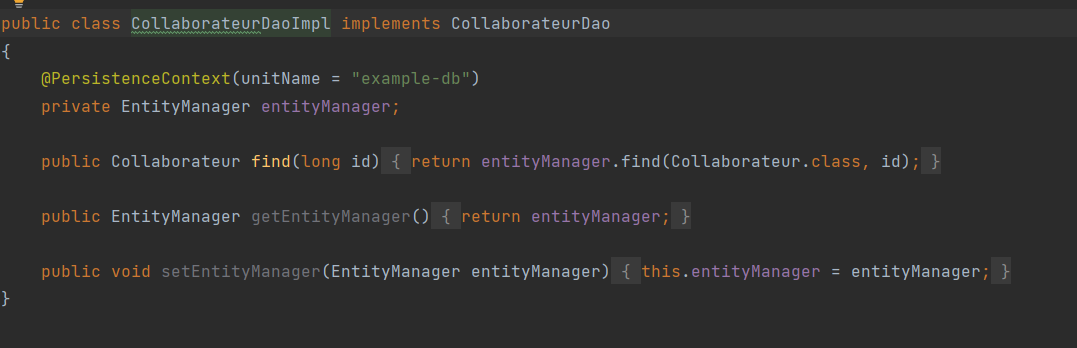 public class CollaborateurDaoImpl implements CollaborateurDao
{
@PersistenceContext(unitName = "example-db")
private EntityManager entityManager;
public Collaborateur find(long id) { return entityManager.find(Collaborateur.class, id); }
public EntityManager getEntityManager() { return entityManager; }
public void setEntityManager(EntityManager entityManager) { this.entityManager = entityManager; }
}